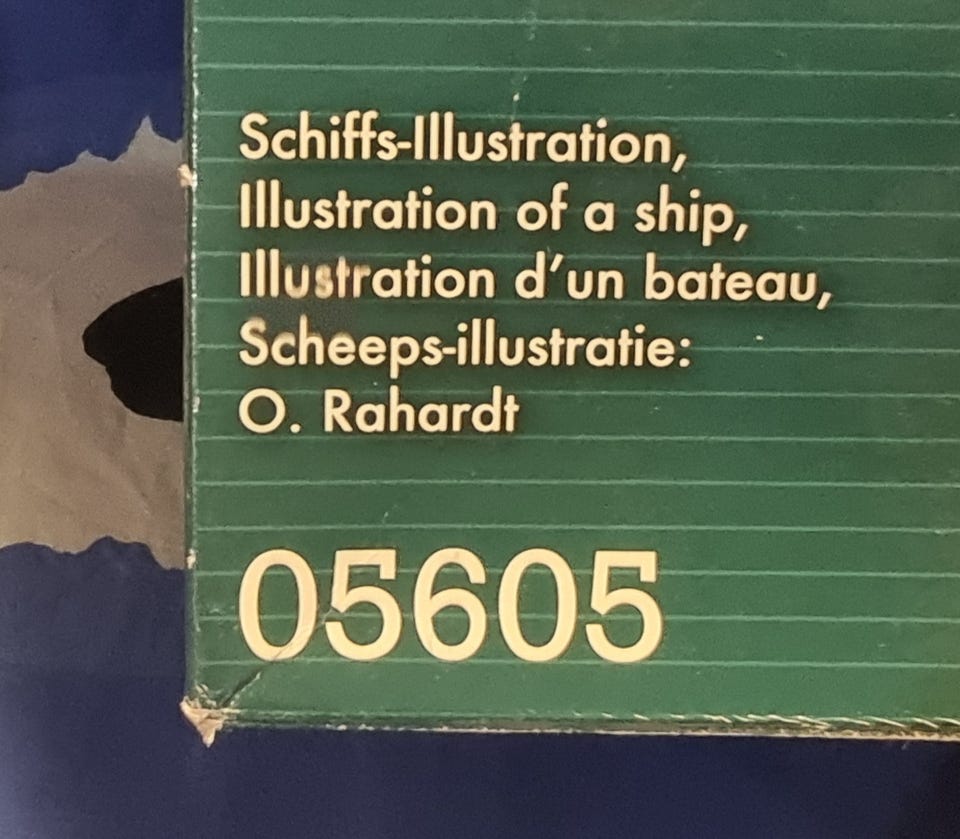 Schiffs-Illustration,
Illustration of a ship,
Illustration d'un bateau,
Scheeps-illustratie:
O. Rahardt
05605